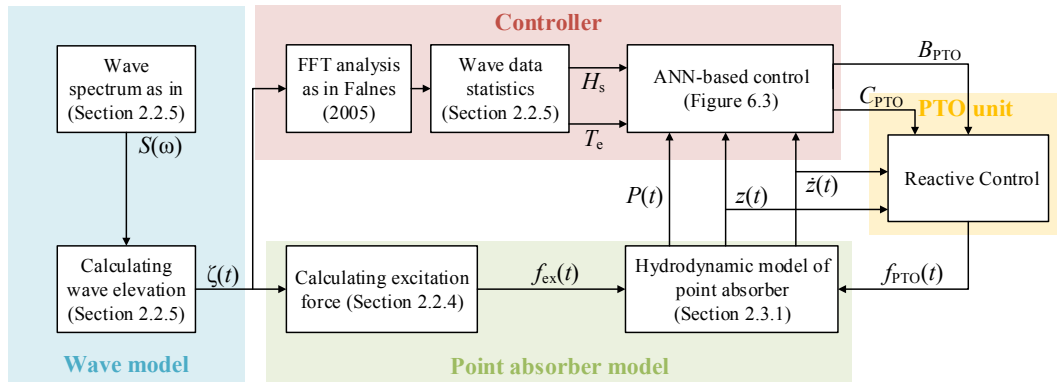 Controller
Wave
spectrum as in
(Section 2.2.5)
FFT analysis
as in Falnes
(2005)
Wave data
statistics
(Section 2.2.5)
H_s
T_e
ANN-based control
(Figure 6.3)
B_PTO
C_PTO
PTO unit
Reactive Control
S(ω)
P(t)
z(t)
ż(t)
Calculating
wave elevation
(Section 2.2.5)
ζ(t)
Calculating excitation
force (Section 2.2.4)
f_ex(t)
Hydrodynamic model of
point absorber
(Section 2.3.1)
f_PTO(t)
Wave model
Point absorber model